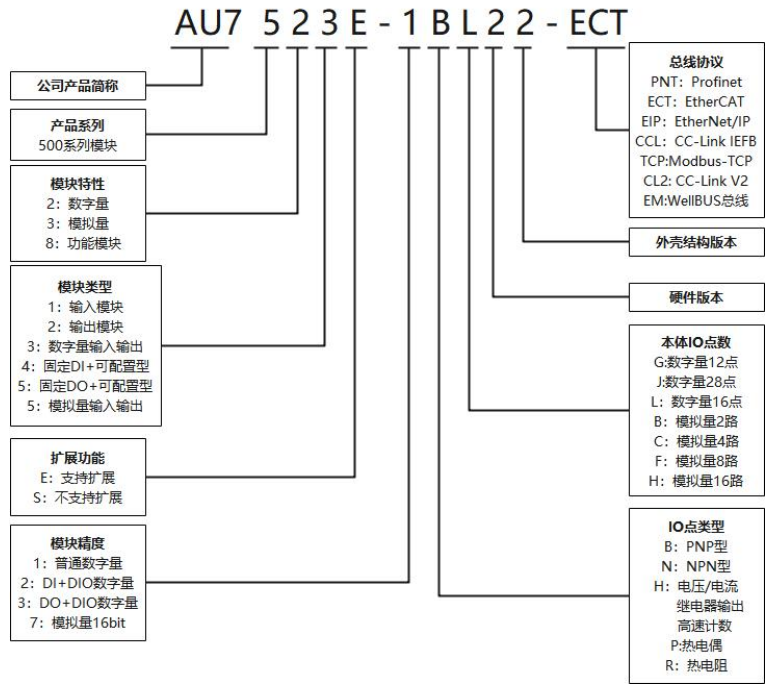 AU7 5 2 3 E - 1 B L 2 2 - ECT
公司产品简称
产品系列
500系列模块
模块特性
2：数字量
3：模拟量
8：功能模块
模块类型
1：输入模块
2：输出模块
3：数字量输入输出
4：固定DI+可配置型
5：固定DO+可配置型
5：模拟量输入输出
扩展功能
E：支持扩展
S：不支持扩展
模块精度
1：普通数字量
2：DI+DIO数字量
3：DO+DIO数字量
7：模拟量16bit
总线协议
PNT：Profinet
ECT：EtherCAT
EIP：EtherNet/IP
CCL：CC-Link IEFB
TCP:Modbus-TCP
CL2: CC-Link V2
EM:WellBUS总线
外壳结构版本
硬件版本
本体IO点数
G:数字量12点
J:数字量28点
L：数字量16点
B：模拟量2路
C：模拟量4路
F：模拟量8路
H：模拟量16路
IO点类型
B：PNP型
N：NPN型
H：电压/电流
继电器输出
高速计数
P:热电偶
R：热电阻